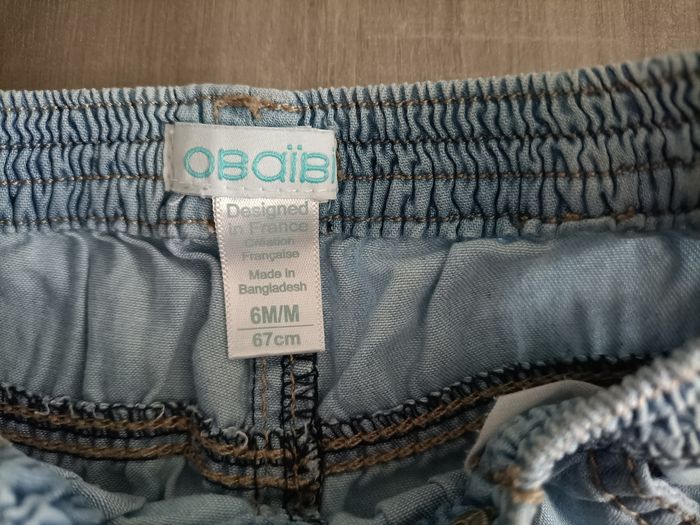 OBaïBI
Designed
in France
Création
Française
Made in
Bangladesh
6M/M
67cm